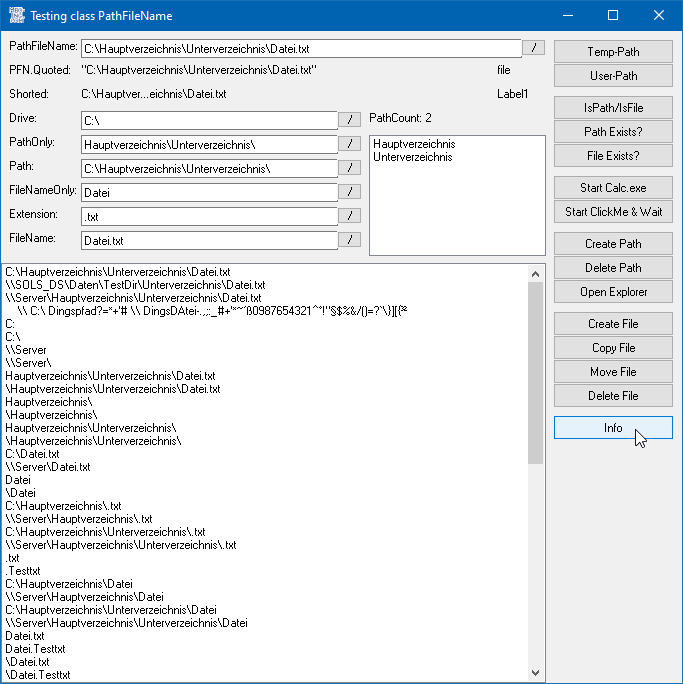 Testing class PathFileName
PathFileName: C:\Hauptverzeichnis\Unterverzeichnis\Datei.txt /
PFN.Quoted: "C:\Hauptverzeichnis\Unterverzeichnis\Datei.txt" file
Shorted: C:\Hauptver...eichnis\Datei.txt Label1
Drive: C:\ / PathCount: 2
PathOnly: Hauptverzeichnis\Unterverzeichnis\ /
Path: C:\Hauptverzeichnis\Unterverzeichnis\ /
FileNameOnly: Datei /
Extension: .txt /
FileName: Datei.txt /
Hauptverzeichnis
Unterverzeichnis
C:\Hauptverzeichnis\Unterverzeichnis\Datei.txt
\\SOLS_DS\Daten\TestDir\Unterverzeichnis\Datei.txt
\\Server\Hauptverzeichnis\Unterverzeichnis\Datei.txt
\\ C:\ Dingspfad?=*+'# \\ DingsDAtei-.,;:_#+'*~´ß0987654321^°!"§$%&/()=?`\}][{³²
C:
C:\
\\Server
\\Server\
Hauptverzeichnis\Unterverzeichnis\Datei.txt
\Hauptverzeichnis\Unterverzeichnis\Datei.txt
Hauptverzeichnis\
\Hauptverzeichnis\
Hauptverzeichnis\Unterverzeichnis\
\Hauptverzeichnis\Unterverzeichnis\
C:\Datei.txt
\\Server\Datei.txt
Datei
\Datei
C:\Hauptverzeichnis\.txt
\\Server\Hauptverzeichnis\.txt
C:\Hauptverzeichnis\Unterverzeichnis\.txt
\\Server\Hauptverzeichnis\Unterverzeichnis\.txt
.txt
.Testtxt
C:\Hauptverzeichnis\Datei
\\Server\Hauptverzeichnis\Datei
C:\Hauptverzeichnis\Unterverzeichnis\Datei
\\Server\Hauptverzeichnis\Unterverzeichnis\Datei
Datei.txt
Datei.Testtxt
\Datei.txt
\Datei.Testtxt
Temp-Path
User-Path
IsPath/IsFile
Path Exists?
File Exists?
Start Calc.exe
Start ClickMe & Wait
Create Path
Delete Path
Open Explorer
Create File
Copy File
Move File
Delete File
Info